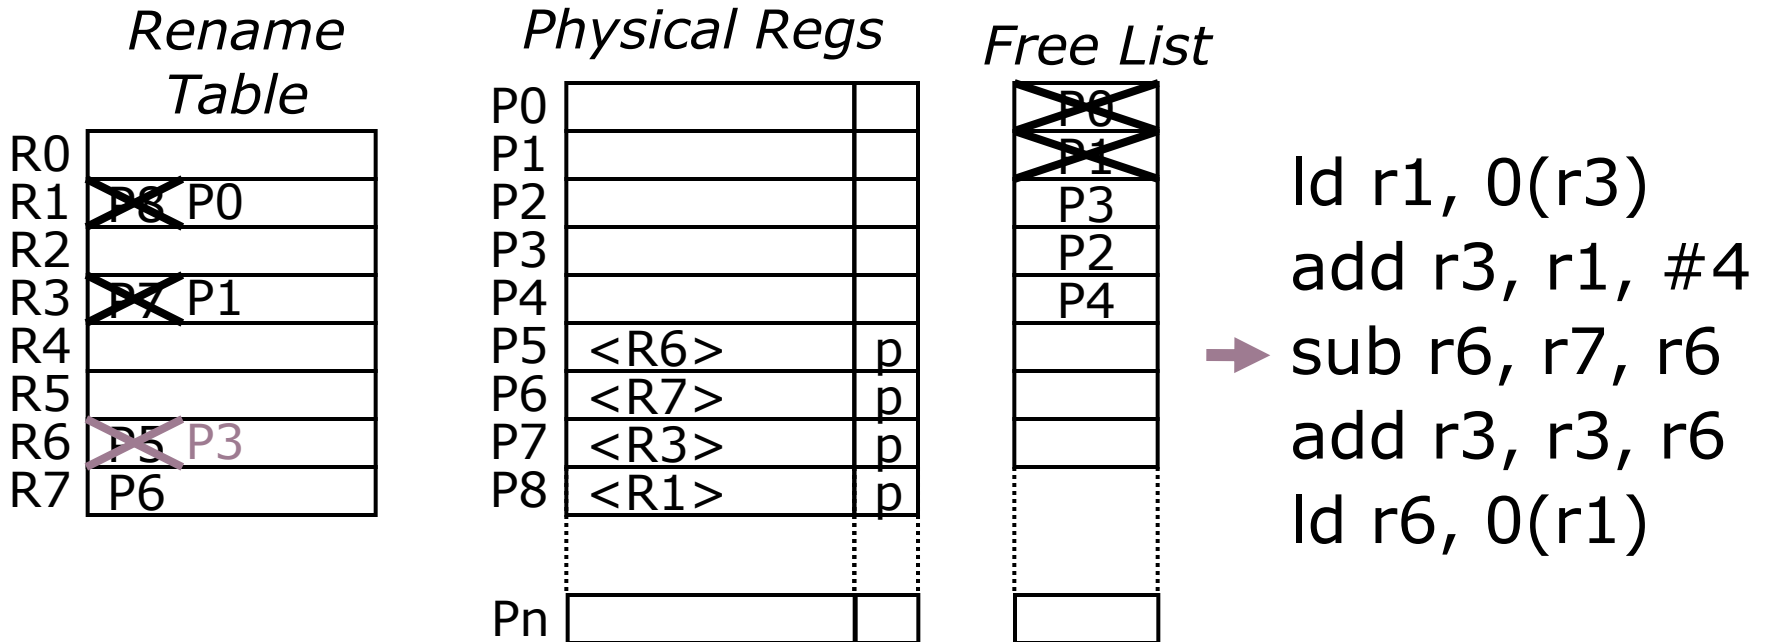 Rename
Table
R0
R1 P8 P0
R2
R3 P7 P1
R4
R5
R6 P5 P3
R7 P6
Physical Regs
P0
P1
P2
P3
P4
P5 <R6> p
P6 <R7> p
P7 <R3> p
P8 <R1> p
Pn
Free List
P0
P1
P3
P2
P4
ld r1, 0(r3)
add r3, r1, #4
sub r6, r7, r6
add r3, r3, r6
ld r6, 0(r1)